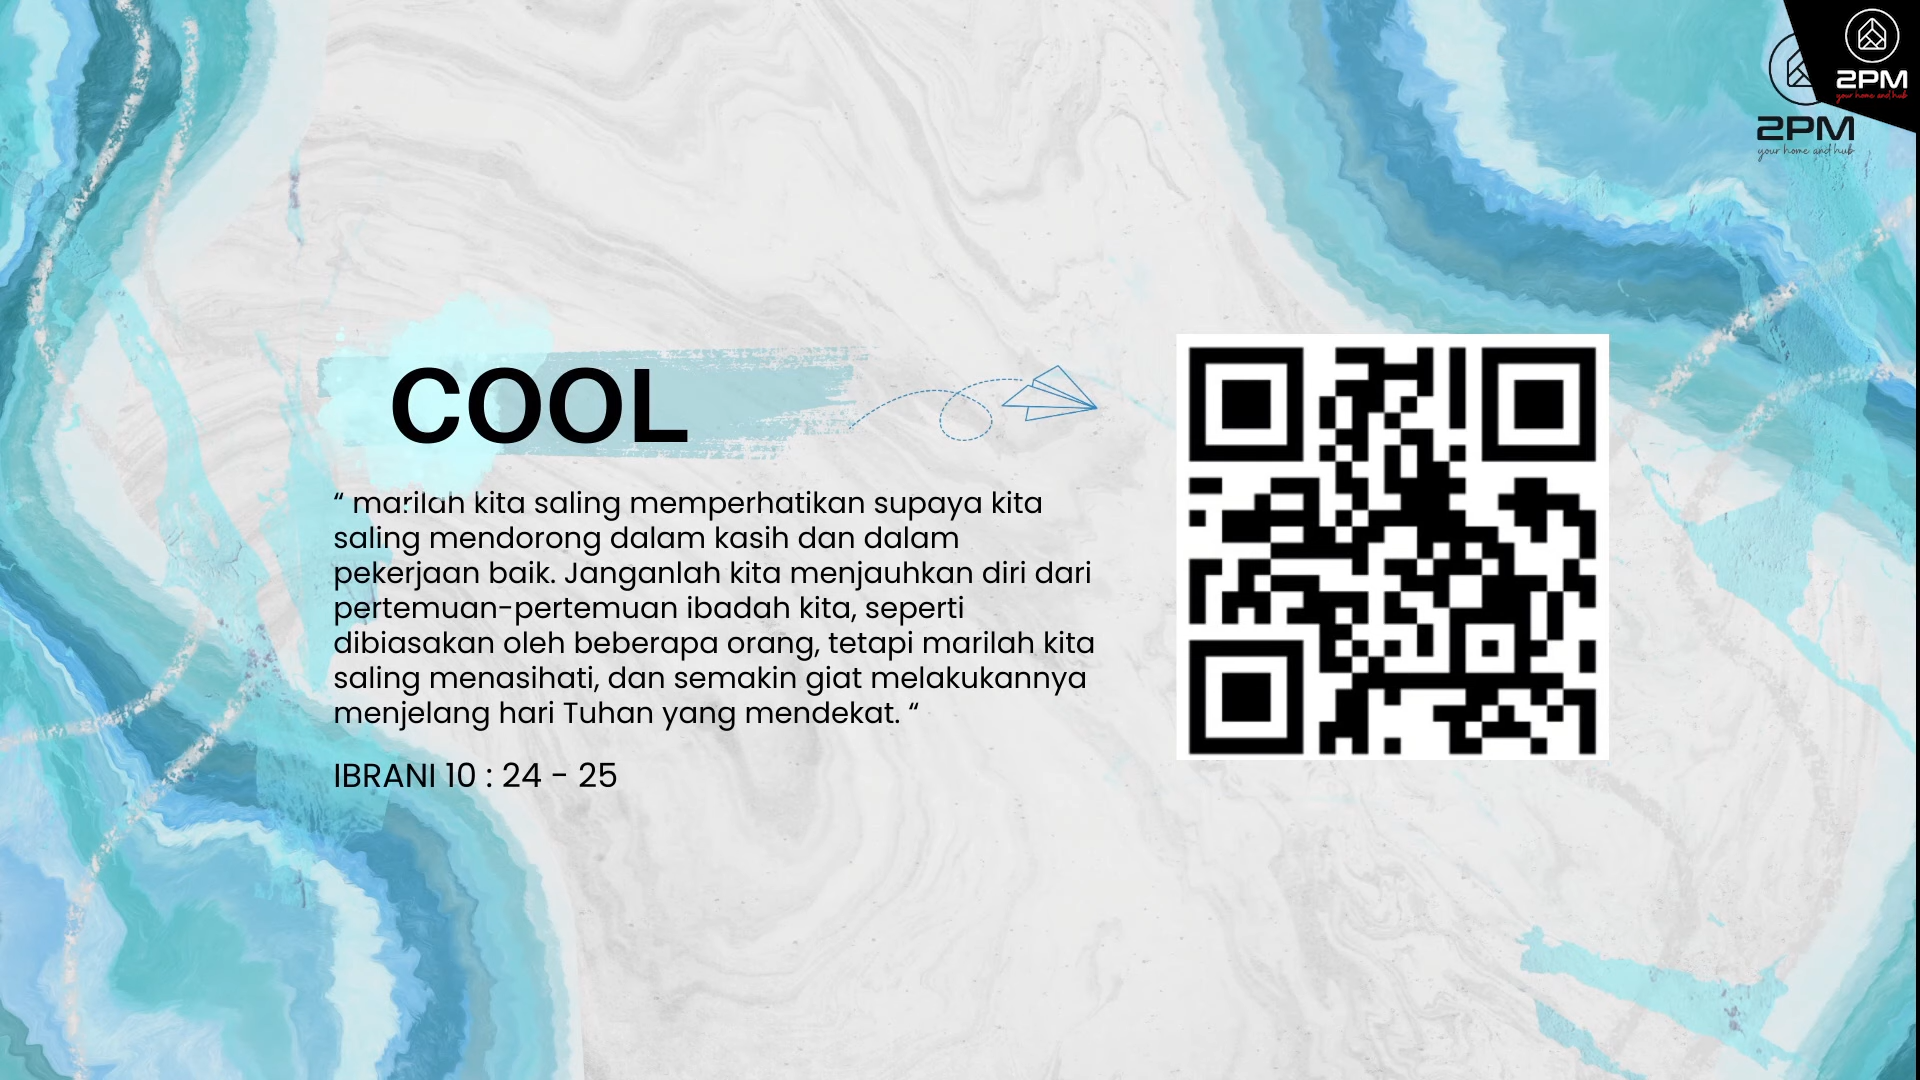 2PM
your home and hub
2PM
your home and hub
COOL
“ marilah kita saling memperhatikan supaya kita
saling mendorong dalam kasih dan dalam
pekerjaan baik. Janganlah kita menjauhkan diri dari
pertemuan-pertemuan ibadah kita, seperti
dibiasakan oleh beberapa orang, tetapi marilah kita
saling menasihati, dan semakin giat melakukannya
menjelang hari Tuhan yang mendekat. “
IBRANI 10 : 24 - 25